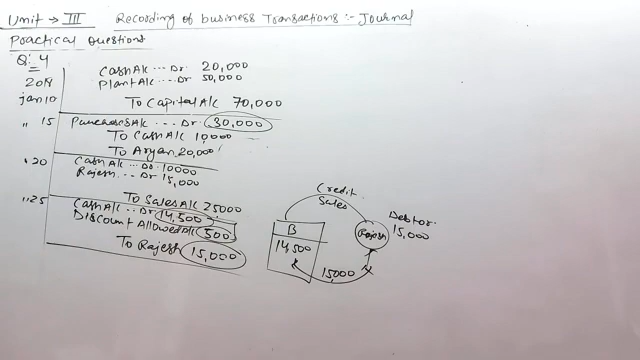 Unit → III Recording of business Transactions :- Journal
Practical Questions
Q: 4
2019 Cash A/c ···· Dr. 20,000
Plant A/c ···· Dr 50,000
Jan 10 To Capital A/c 70,000
" 15 Purchases A/c ···· Dr. 30,000
To Cash A/c 10,000
To Aryan 20,000
" 20 Cash A/c ··· Dr. 10000
Rajesh ··· Dr 15,000
To Sales A/c 25000
" 25 Cash A/c ··· Dr 14,500
Discount Allowed A/c 500
To Rajesh 15,000
Credit
Sales
B
14,500
Rajesh
Debtor
15,000
15000